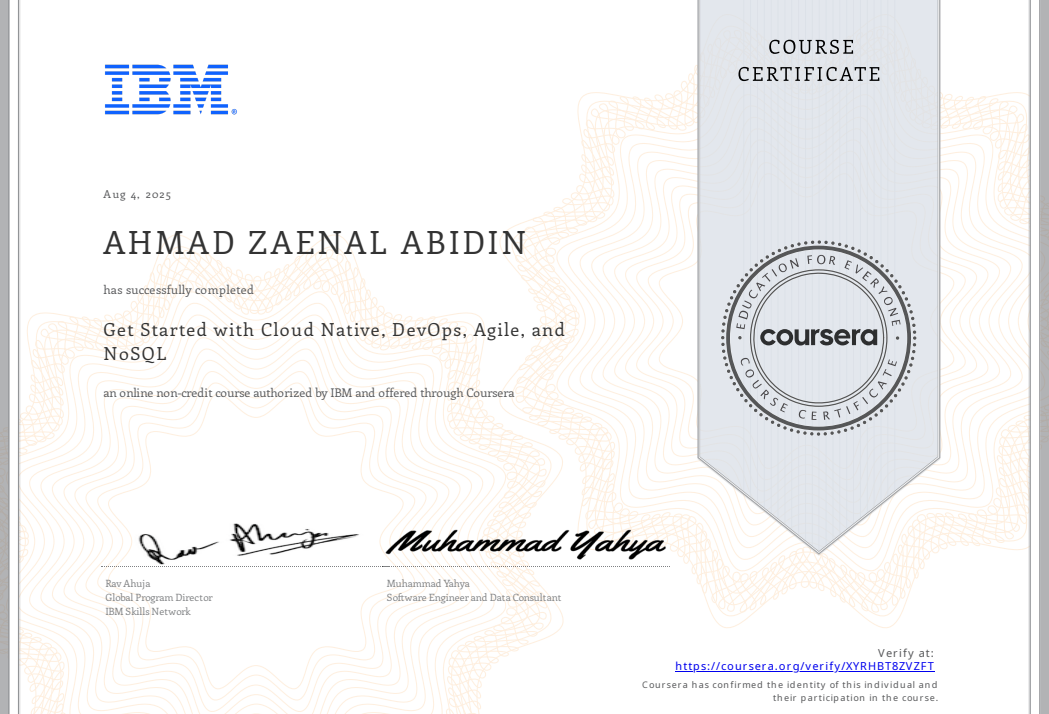 COURSE
CERTIFICATE
IBM®
Aug 4, 2025
AHMAD ZAENAL ABIDIN
has successfully completed
Get Started with Cloud Native, DevOps, Agile, and
NoSQL
an online non-credit course authorized by IBM and offered through Coursera
EDUCATION FOR EVERYONE
coursera
COURSE CERTIFICATE
Rav Ahuja
Muhammad Yahya
Rav Ahuja
Global Program Director
IBM Skills Network
Muhammad Yahya
Software Engineer and Data Consultant
Verify at:
https://coursera.org/verify/XYRHBT8ZVZFT
Coursera has confirmed the identity of this individual and
their participation in the course.